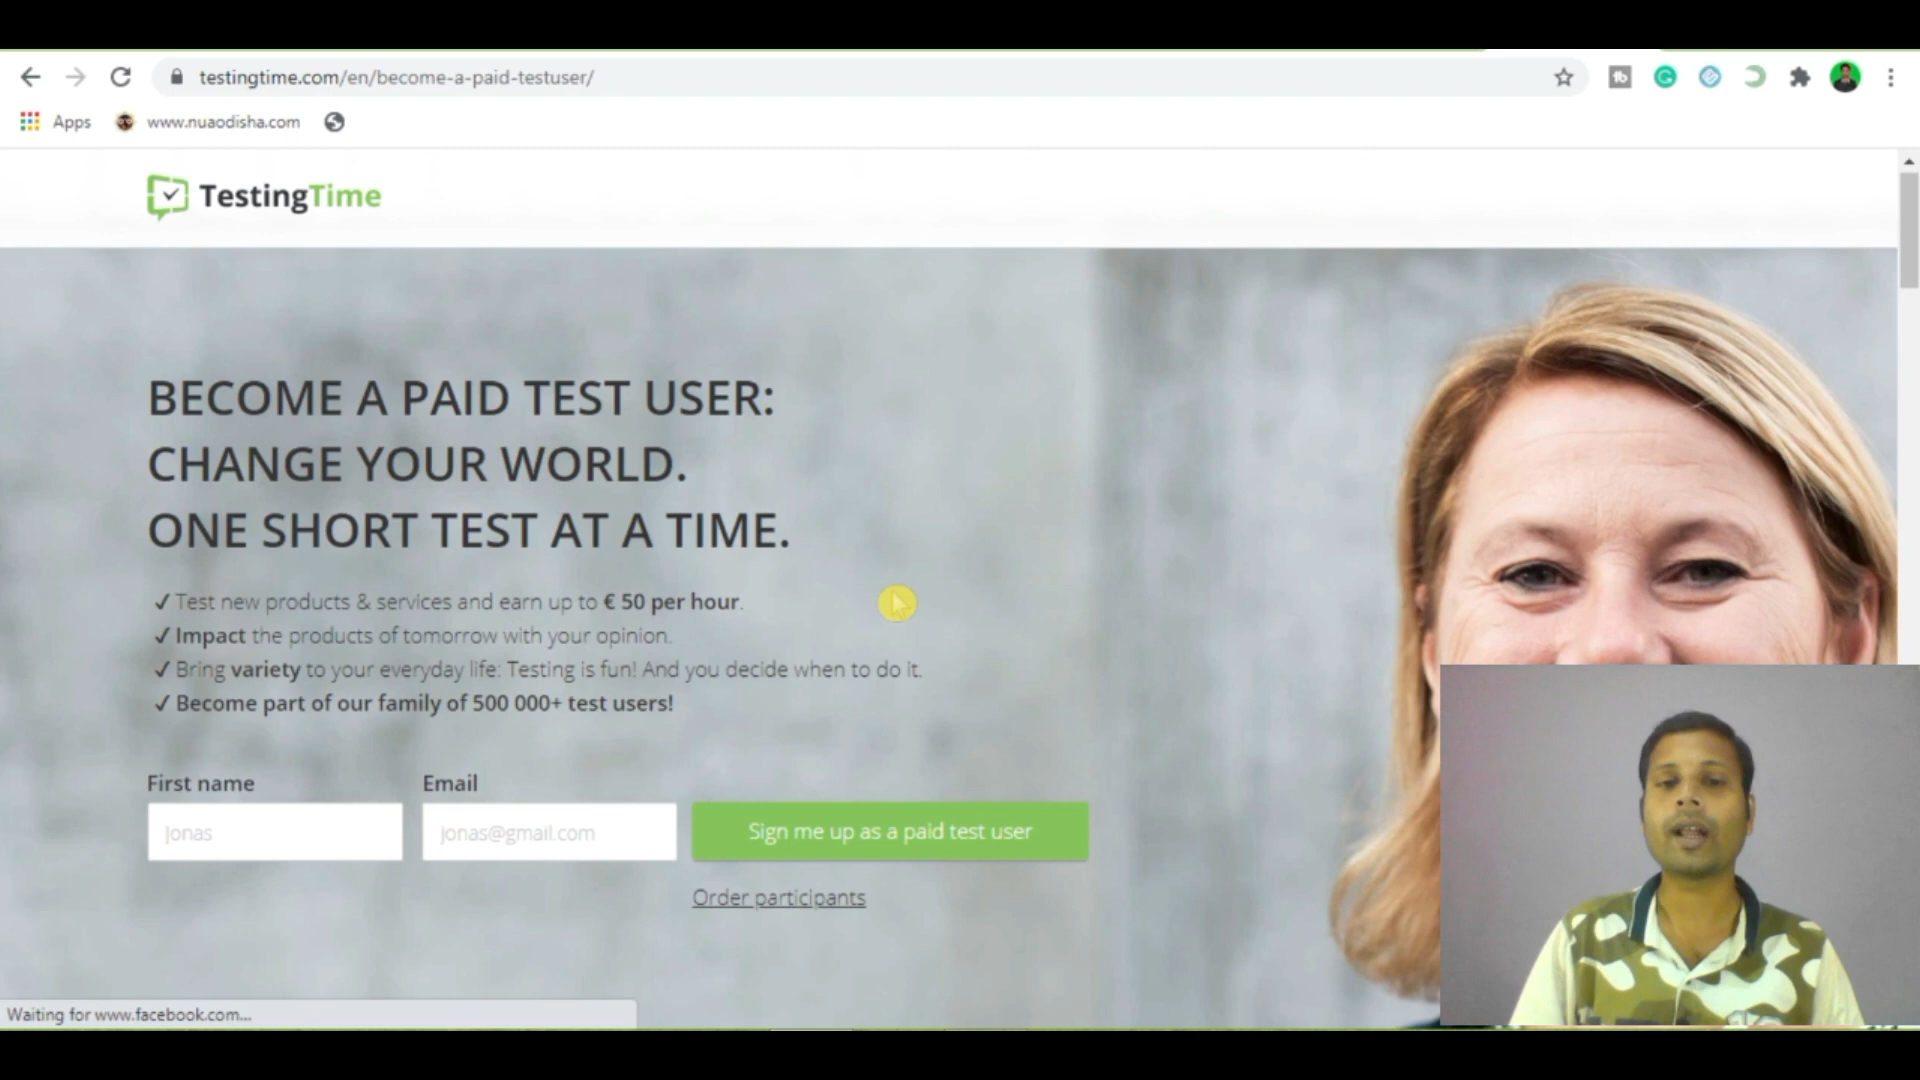 testingtime.com/en/become-a-paid-testuser/
Apps www.nuaodisha.com
TestingTime
BECOME A PAID TEST USER:
CHANGE YOUR WORLD.
ONE SHORT TEST AT A TIME.
✓ Test new products & services and earn up to € 50 per hour.
✓ Impact the products of tomorrow with your opinion.
✓ Bring variety to your everyday life: Testing is fun! And you decide when to do it.
✓ Become part of our family of 500 000+ test users!
First name Email
Jonas jonas@gmail.com Sign me up as a paid test user
Order participants
Waiting for www.facebook.com...